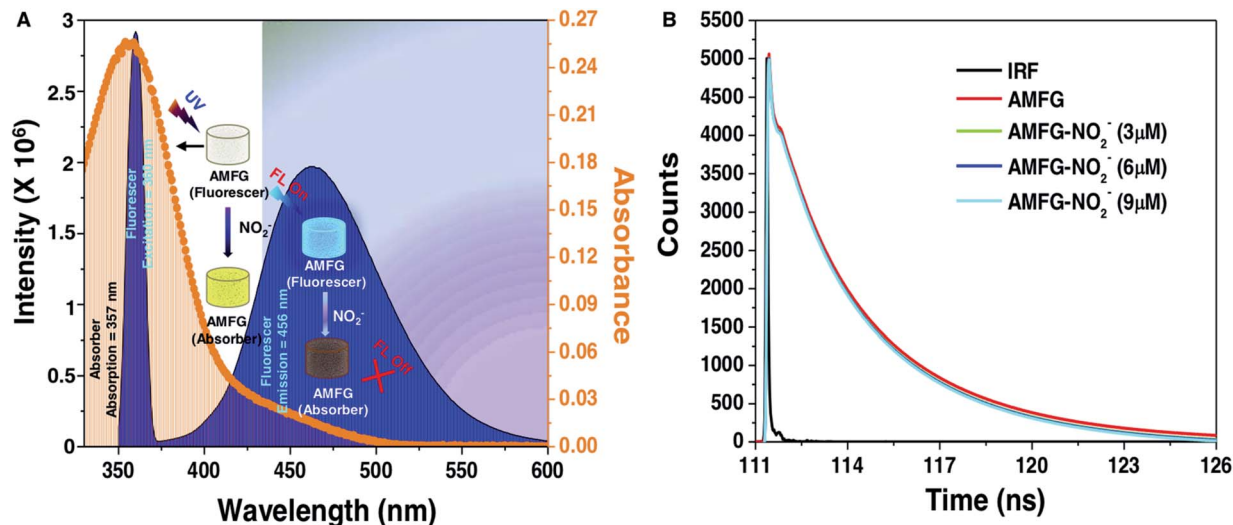 A
3
2.5
2
1.5
1
0.5
0
Intensity (X 10⁶)
Absorber
Absorption = 357 nm
Fluorescer
Excitation = 360 nm
UV
AMFG
(Fluorescer)
NO₂⁻
AMFG
(Absorber)
FL On
AMFG
(Fluorescer)
NO₂⁻
FL Off
AMFG
(Absorber)
Fluorescer
Emission = 456 nm
0.27
0.24
0.21
0.18
0.15
0.12
0.09
0.06
0.03
0.00
Absorbance
350 400 450 500 550 600
Wavelength (nm)
B
5500
5000
4500
4000
3500
3000
2500
2000
1500
1000
500
0
Counts
IRF
AMFG
AMFG-NO₂⁻ (3μM)
AMFG-NO₂⁻ (6μM)
AMFG-NO₂⁻ (9μM)
111 114 117 120 123 126
Time (ns)